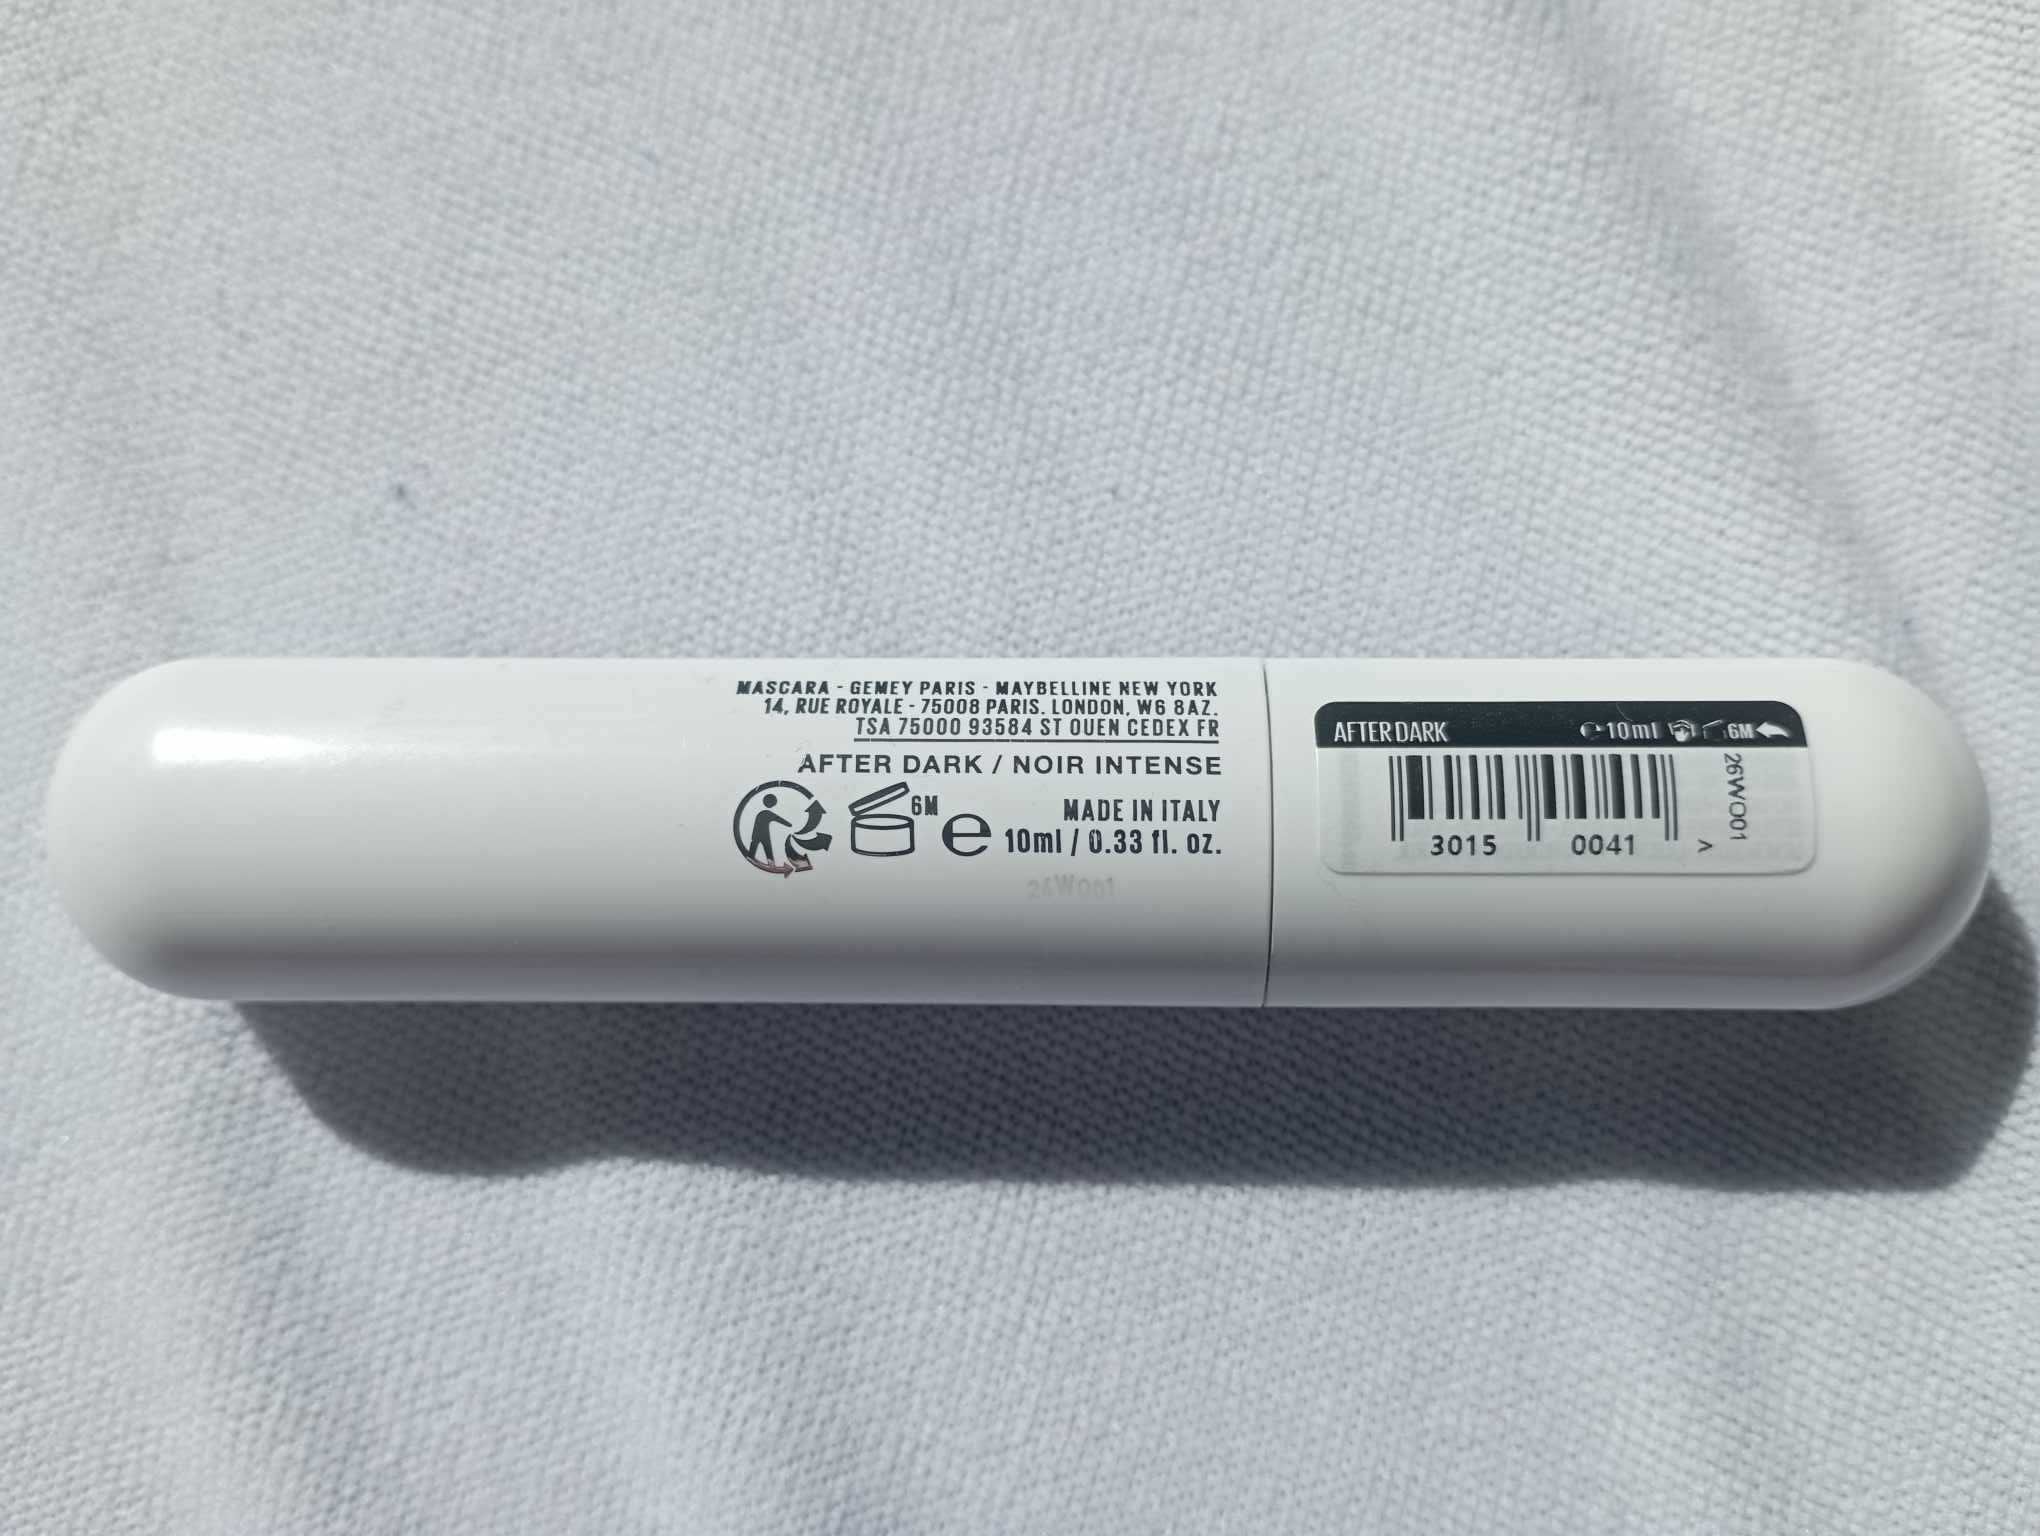 MASCARA - GEMEY PARIS - MAYBELLINE NEW YORK
14, RUE ROYALE - 75008 PARIS. LONDON, W6 8AZ.
TSA 75000 93584 ST OUEN CEDEX FR
AFTER DARK / NOIR INTENSE
6M
MADE IN ITALY
e 10ml / 0.33 fl. oz.
26W001
AFTER DARK e 10ml 6M
3015 0041 >
26W001